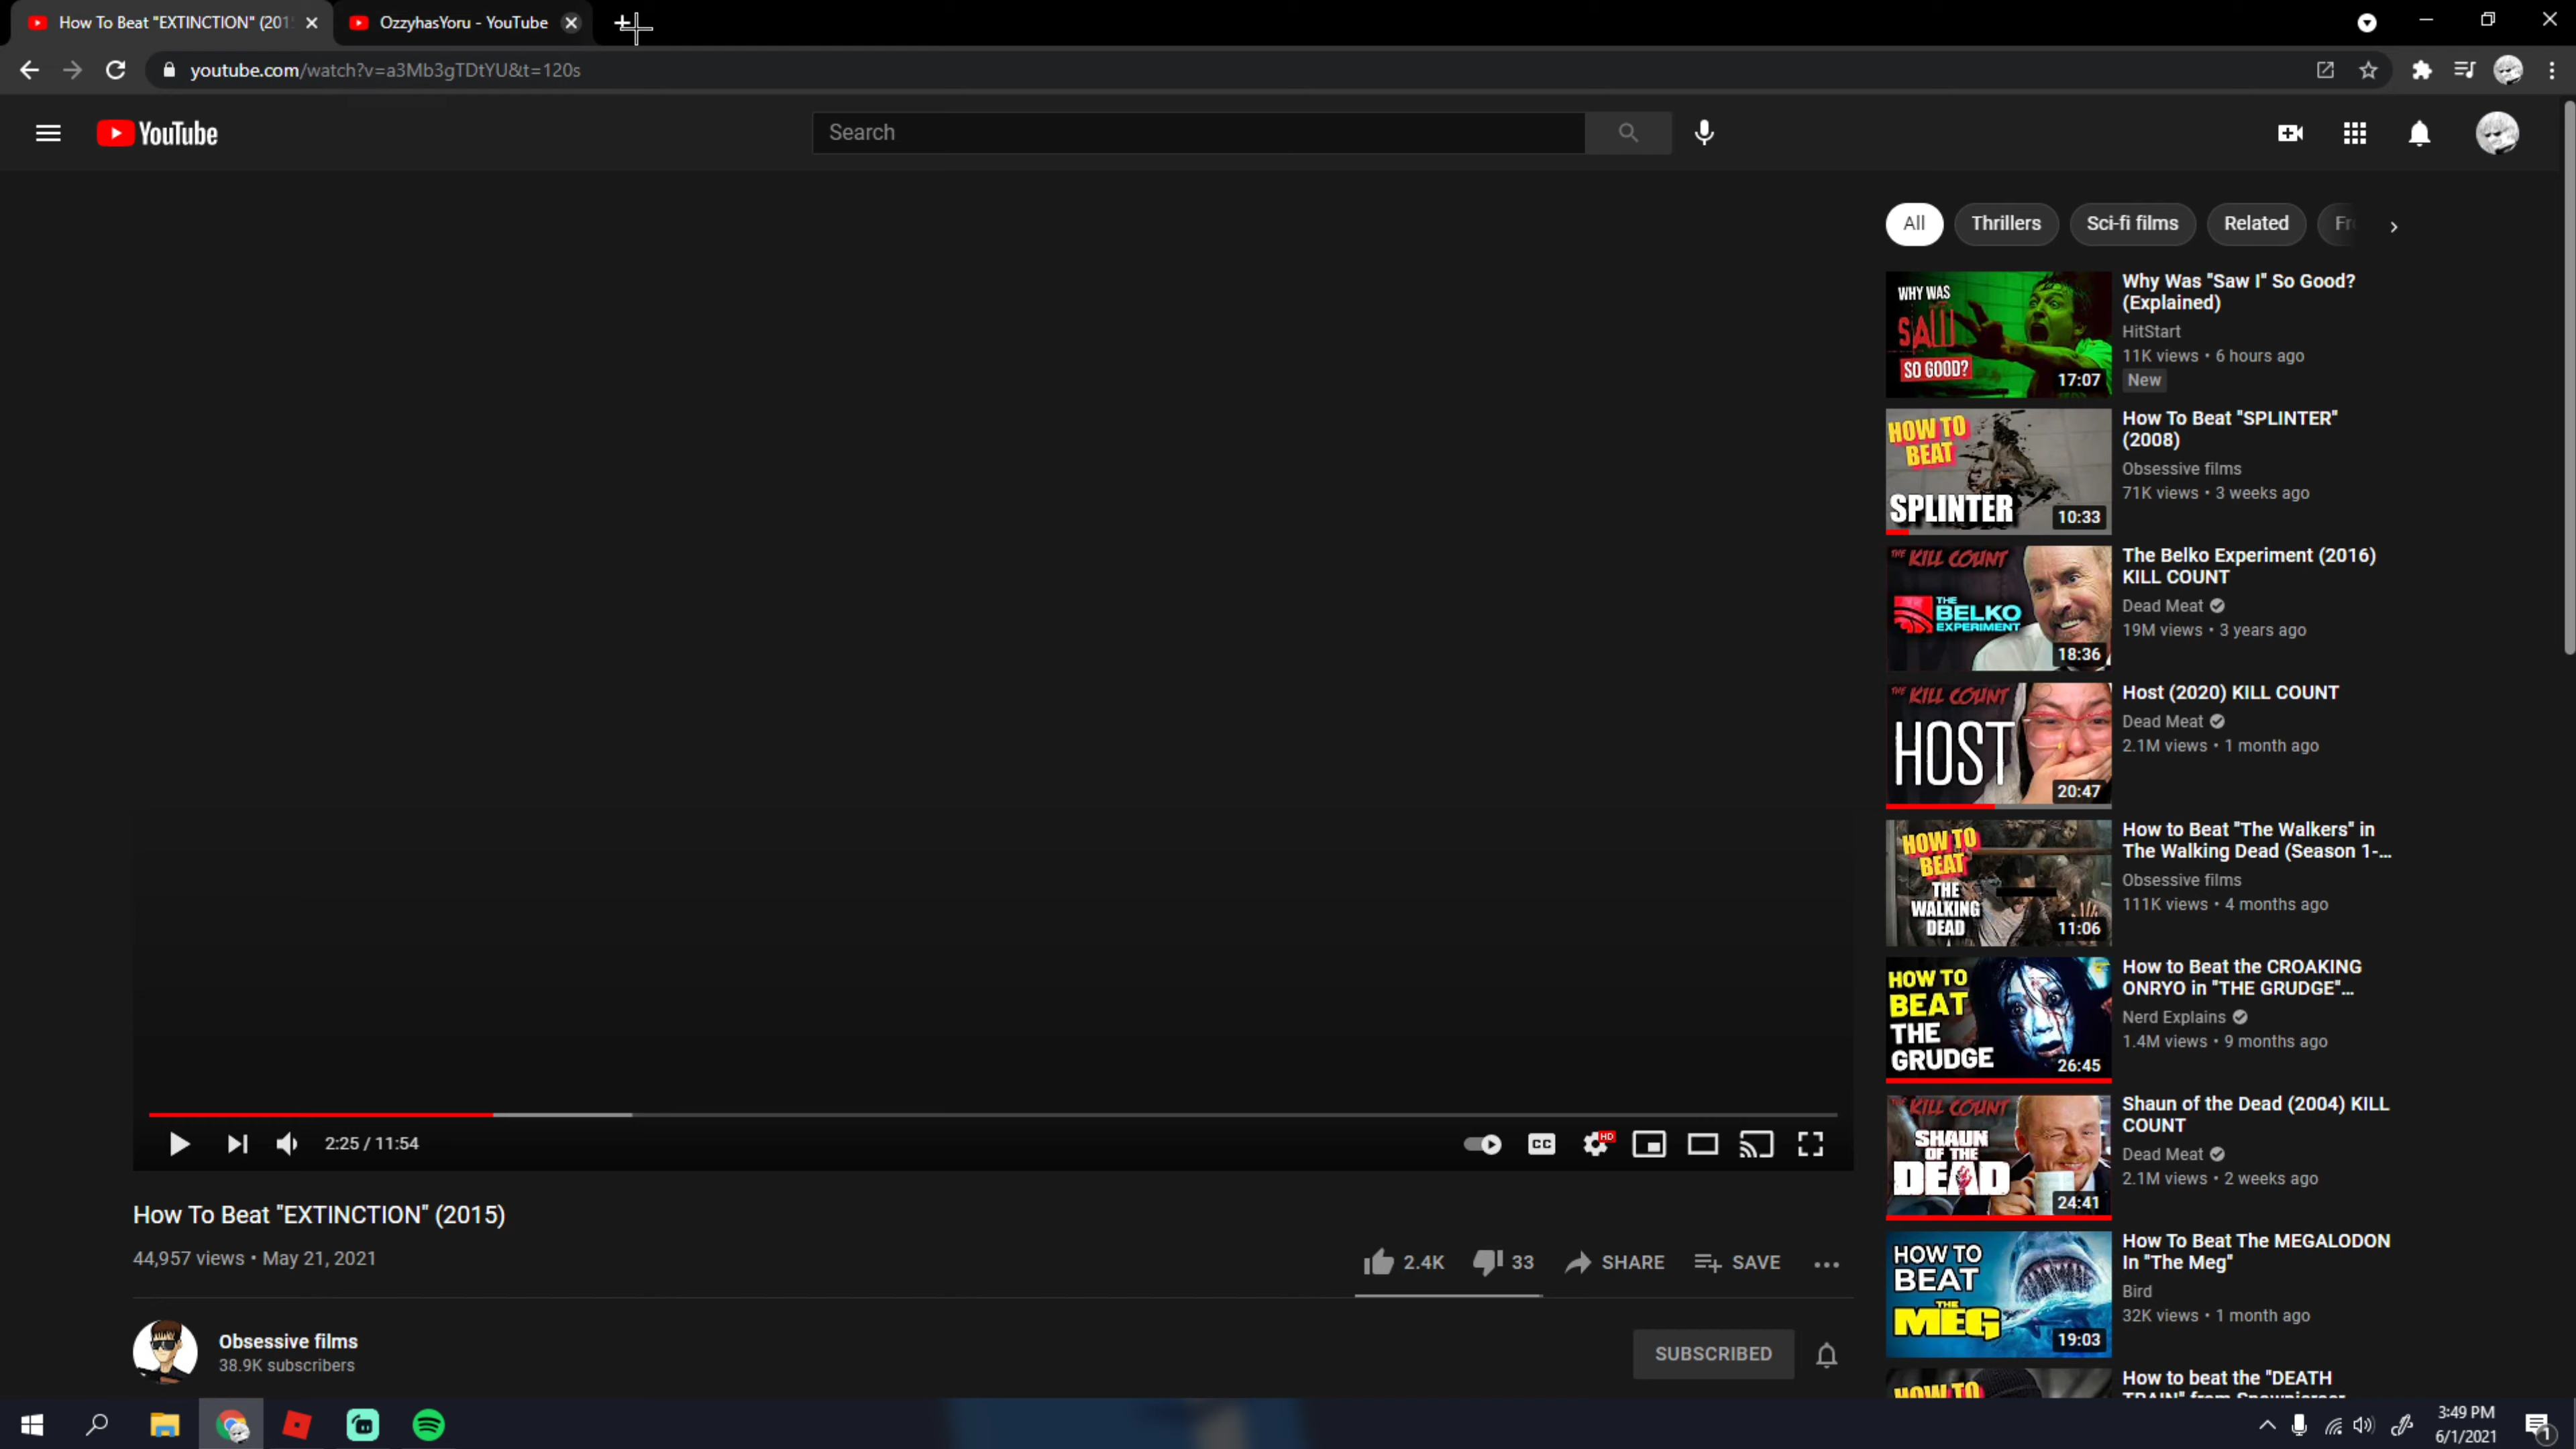 How To Beat "EXTINCTION" (201
OzzyhasYoru - YouTube
youtube.com/watch?v=a3Mb3gTDtYU&t=120s
YouTube
Search
All
Thrillers
Sci-fi films
Related
WHY WAS
SAW
SO GOOD?
17:07
Why Was "Saw I" So Good?
(Explained)
HitStart
11K views • 6 hours ago
New
HOW TO
BEAT
SPLINTER
10:33
How To Beat "SPLINTER"
(2008)
Obsessive films
71K views • 3 weeks ago
THE KILL COUNT
THE
BELKO
EXPERIMENT
18:36
The Belko Experiment (2016)
KILL COUNT
Dead Meat
19M views • 3 years ago
THE KILL COUNT
HOST
20:47
Host (2020) KILL COUNT
Dead Meat
2.1M views • 1 month ago
HOW TO
BEAT
THE
WALKING
DEAD
11:06
How to Beat "The Walkers" in
The Walking Dead (Season 1-...
Obsessive films
111K views • 4 months ago
HOW TO
BEAT
THE
GRUDGE
26:45
How to Beat the CROAKING
ONRYO in "THE GRUDGE"...
Nerd Explains
1.4M views • 9 months ago
THE KILL COUNT
SHAUN
OF THE
DEAD
24:41
Shaun of the Dead (2004) KILL
COUNT
Dead Meat
2.1M views • 2 weeks ago
HOW TO
BEAT
THE
MEG
19:03
How To Beat The MEGALODON
In "The Meg"
Bird
32K views • 1 month ago
HOW TO
How to beat the "DEATH
2:25 / 11:54
CC
HD
How To Beat "EXTINCTION" (2015)
44,957 views • May 21, 2021
2.4K
33
SHARE
SAVE
Obsessive films
38.9K subscribers
SUBSCRIBED
3:49 PM
6/1/2021
1